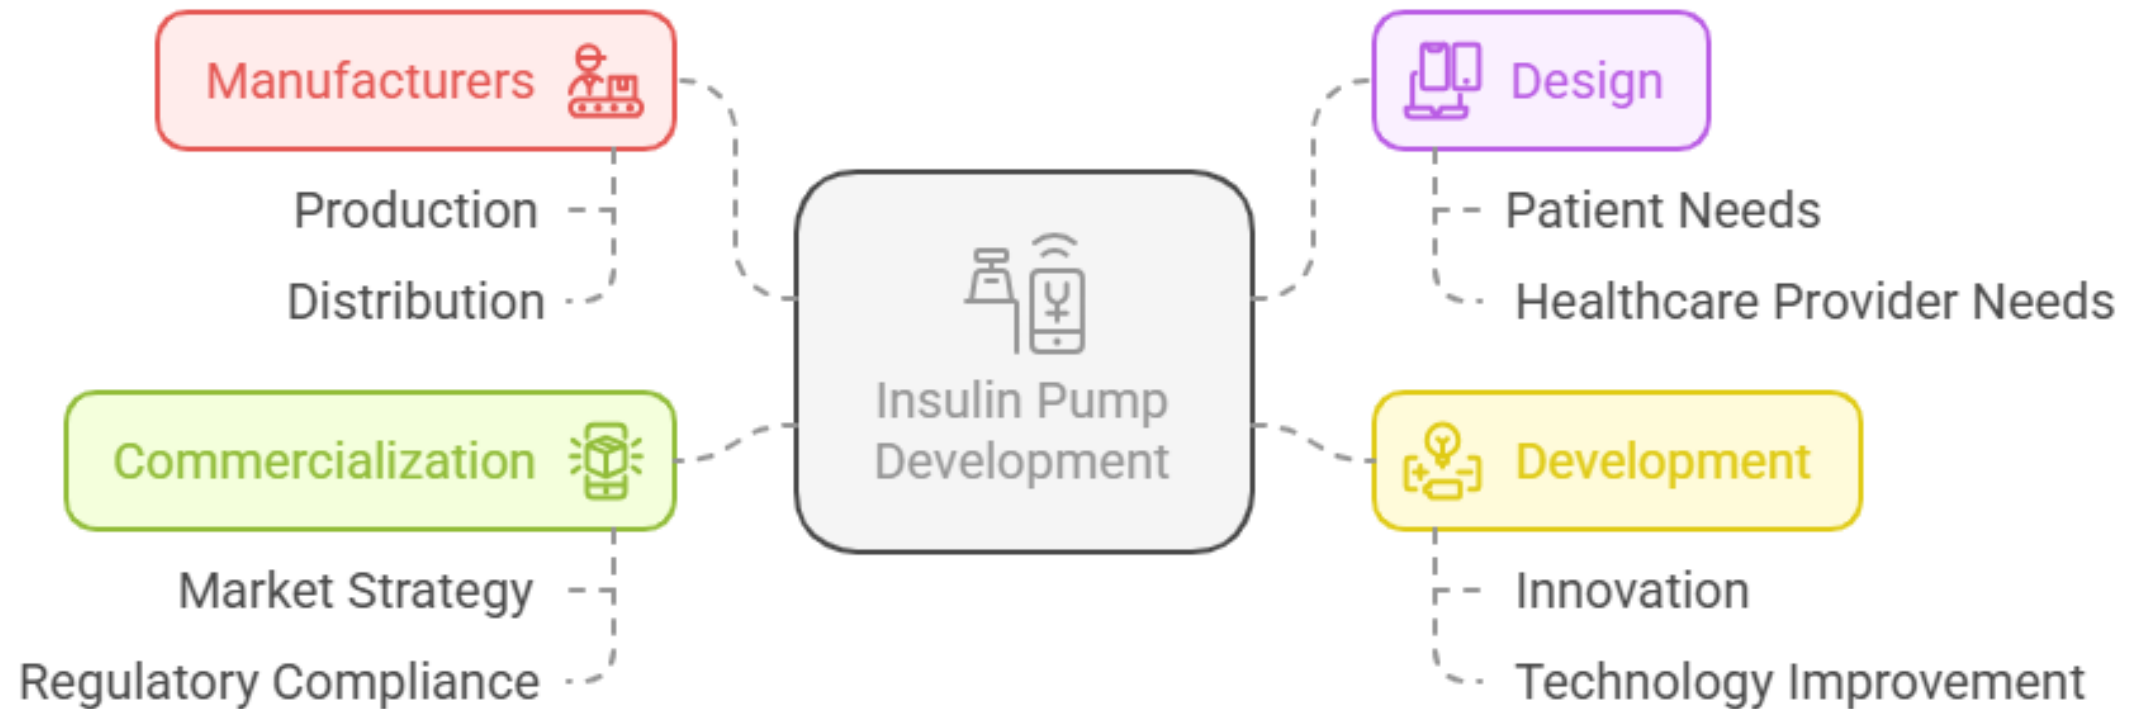 Manufacturers
Production
Distribution
Commercialization
Market Strategy
Regulatory Compliance
Insulin Pump
Development
Design
Patient Needs
Healthcare Provider Needs
Development
Innovation
Technology Improvement